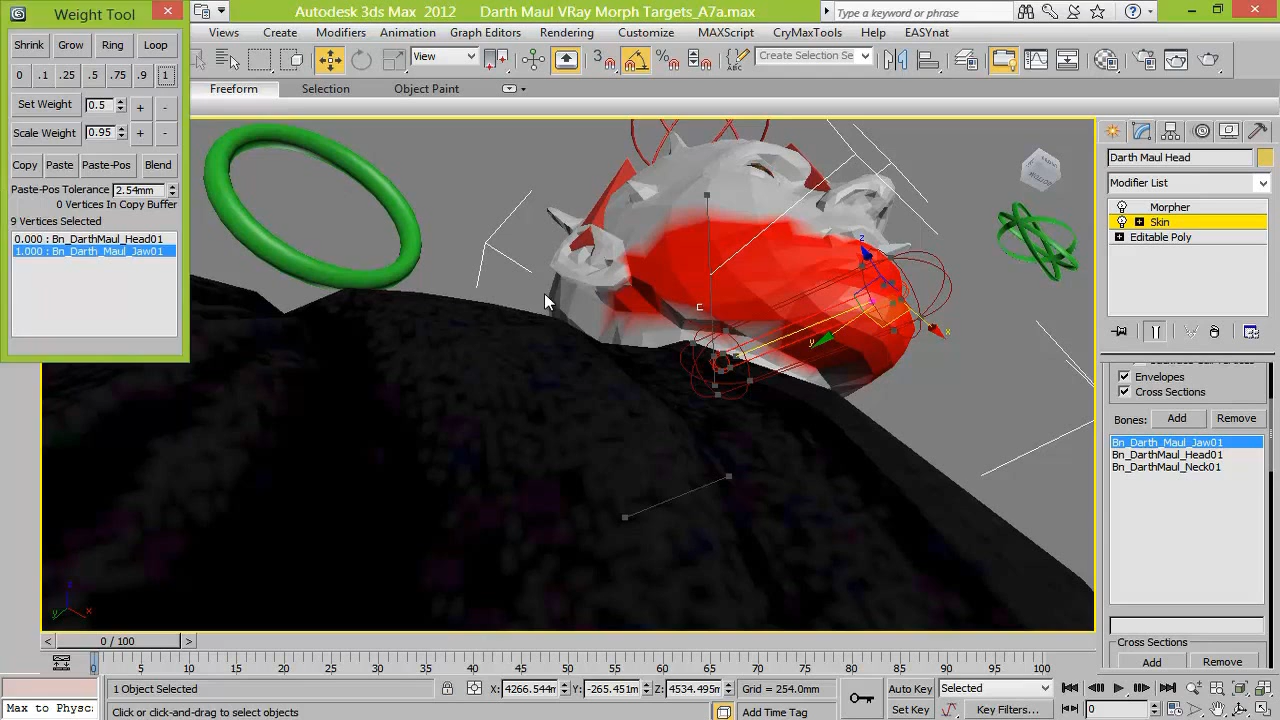 Weight Tool
Autodesk 3ds Max 2012 Darth Maul VRay Morph Targets_A7a.max
Type a keyword or phrase
Views Create Modifiers Animation Graph Editors Rendering Customize MAXScript CryMaxTools Help EASYnat
Shrink Grow Ring Loop
View
Create Selection Se
0 .1 .25 .5 .75 .9 1
Freeform Selection Object Paint
Set Weight 0.5 + -
Scale Weight 0.95 + -
Copy Paste Paste-Pos Blend
Paste-Pos Tolerance 2.54mm
0 Vertices In Copy Buffer
9 Vertices Selected
0.000 : Bn_DarthMaul_Head01
1.000 : Bn_Darth_Maul_Jaw01
Darth Maul Head
Modifier List
Morpher
Skin
Editable Poly
Envelopes
Cross Sections
Bones: Add Remove
Bn_Darth_Maul_Jaw01
Bn_DarthMaul_Head01
Bn_DarthMaul_Neck01
Cross Sections
Add Remove
z
x
y
z
x
y
0 / 100
0 5 10 15 20 25 30 35 40 45 50 55 60 65 70 75 80 85 90 95 100
1 Object Selected X: 4266.544m Y: -265.451m Z: 4534.495m Grid = 254.0mm Auto Key Selected
Max to Physc Click or click-and-drag to select objects Add Time Tag Set Key Key Filters... 0